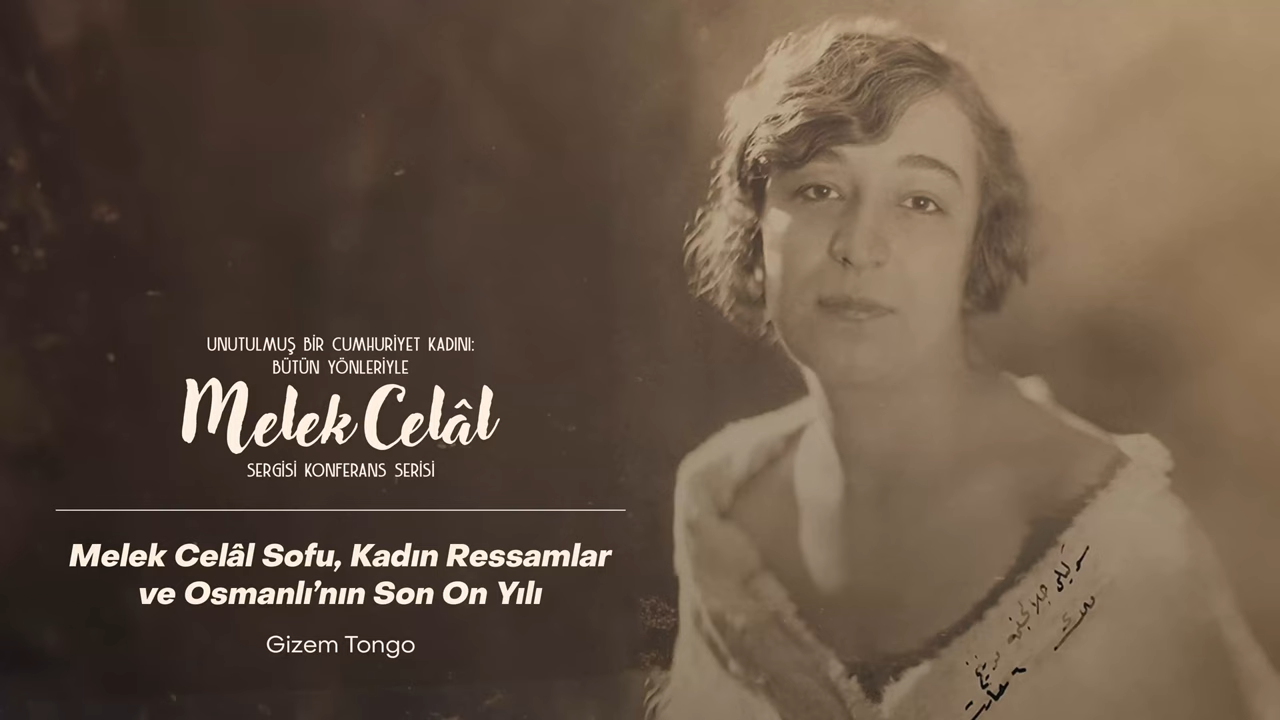 UNUTULMUŞ BİR CUMHURİYET KADINI:
BÜTÜN YÖNLERİYLE
Melek Celâl
SERGİSİ KONFERANS SERİSİ
Melek Celâl Sofu, Kadın Ressamlar
ve Osmanlı’nın Son On Yılı
Gizem Tongo